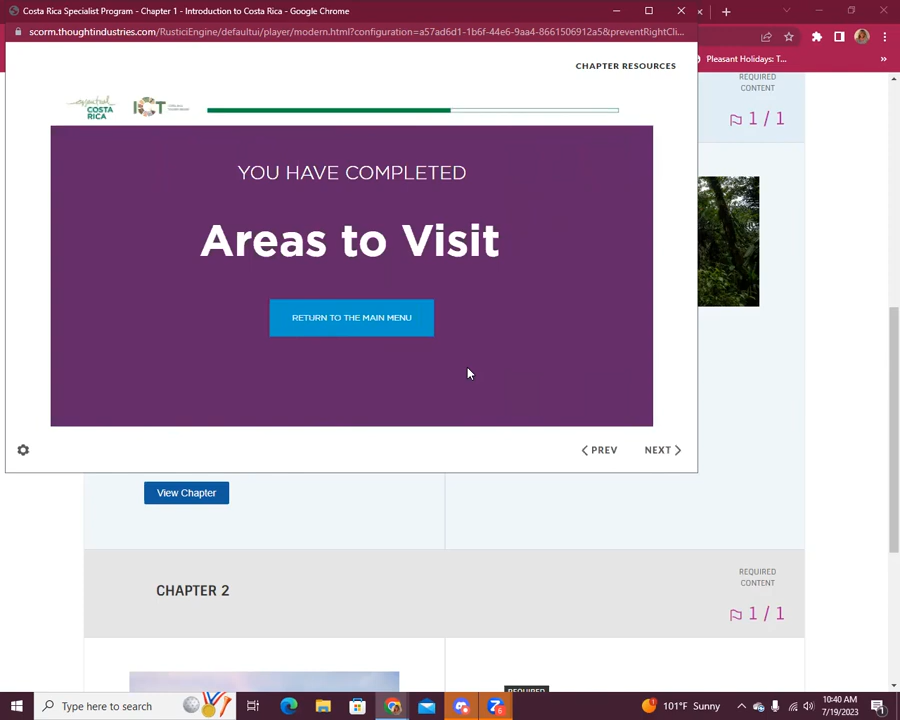 Costa Rica Specialist Program - Chapter 1 - Introduction to Costa Rica - Google Chrome
scorm.thoughtindustries.com/RusticiEngine/defaultui/player/modern.html?configuration=a57ad6d1-1b6f-44e6-9aa4-8661506912a5&preventRightCli...
Pleasant Holidays: T...
CHAPTER RESOURCES
REQUIRED
CONTENT
1 / 1
essential
COSTA
RICA
ICT
YOU HAVE COMPLETED
Areas to Visit
RETURN TO THE MAIN MENU
PREV
NEXT
View Chapter
CHAPTER 2
REQUIRED
CONTENT
1 / 1
REQUIRED
Type here to search
101°F Sunny
10:40 AM
7/19/2023
1